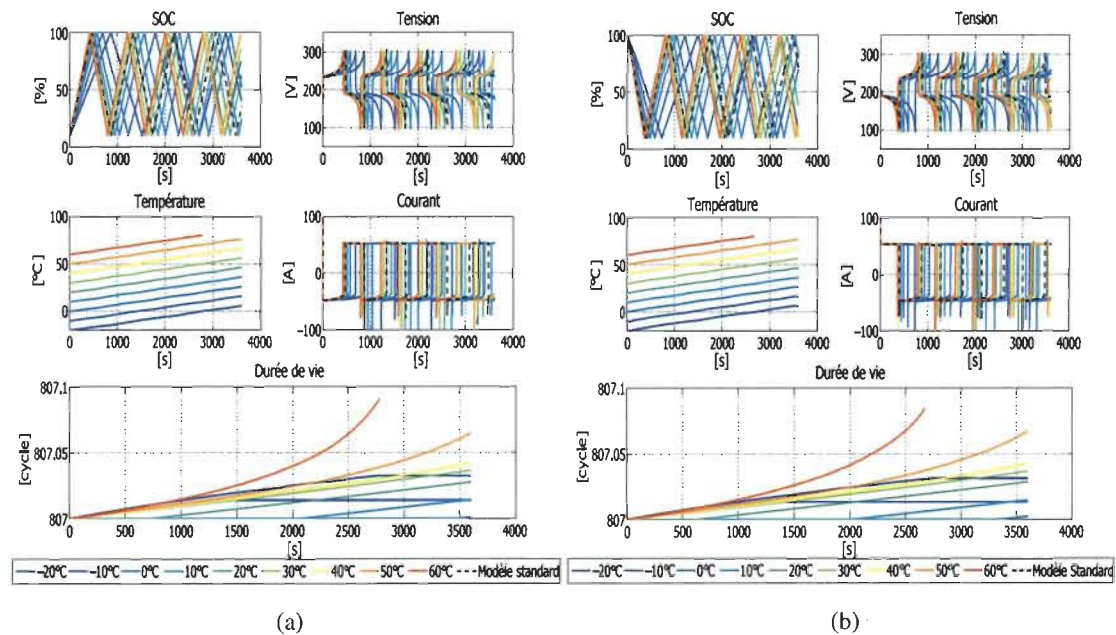 SOC
Tension
[%]
100
50
0
0 1000 2000 3000 4000
[s]
[V]
300
200
100
0 1000 2000 3000 4000
[s]
Température
Courant
[°C]
100
50
0
0 1000 2000 3000 4000
[s]
[A]
100
0
-100
0 1000 2000 3000 4000
[s]
Durée de vie
[cycle]
807.1
807.05
807
0 500 1000 1500 2000 2500 3000 3500 4000
[s]
-20°C -10°C 0°C 10°C 20°C 30°C 40°C 50°C 60°C Modèle standard
(a)
SOC
Tension
[%]
100
50
0
0 1000 2000 3000 4000
[s]
[V]
300
200
100
0 1000 2000 3000 4000
[s]
Température
Courant
[°C]
100
50
0
0 1000 2000 3000 4000
[s]
[A]
100
0
-100
0 1000 2000 3000 4000
[s]
Durée de vie
[cycle]
807.1
807.05
807
0 500 1000 1500 2000 2500 3000 3500 4000
[s]
-20°C -10°C 0°C 10°C 20°C 30°C 40°C 50°C 60°C Modèle Standard
(b)